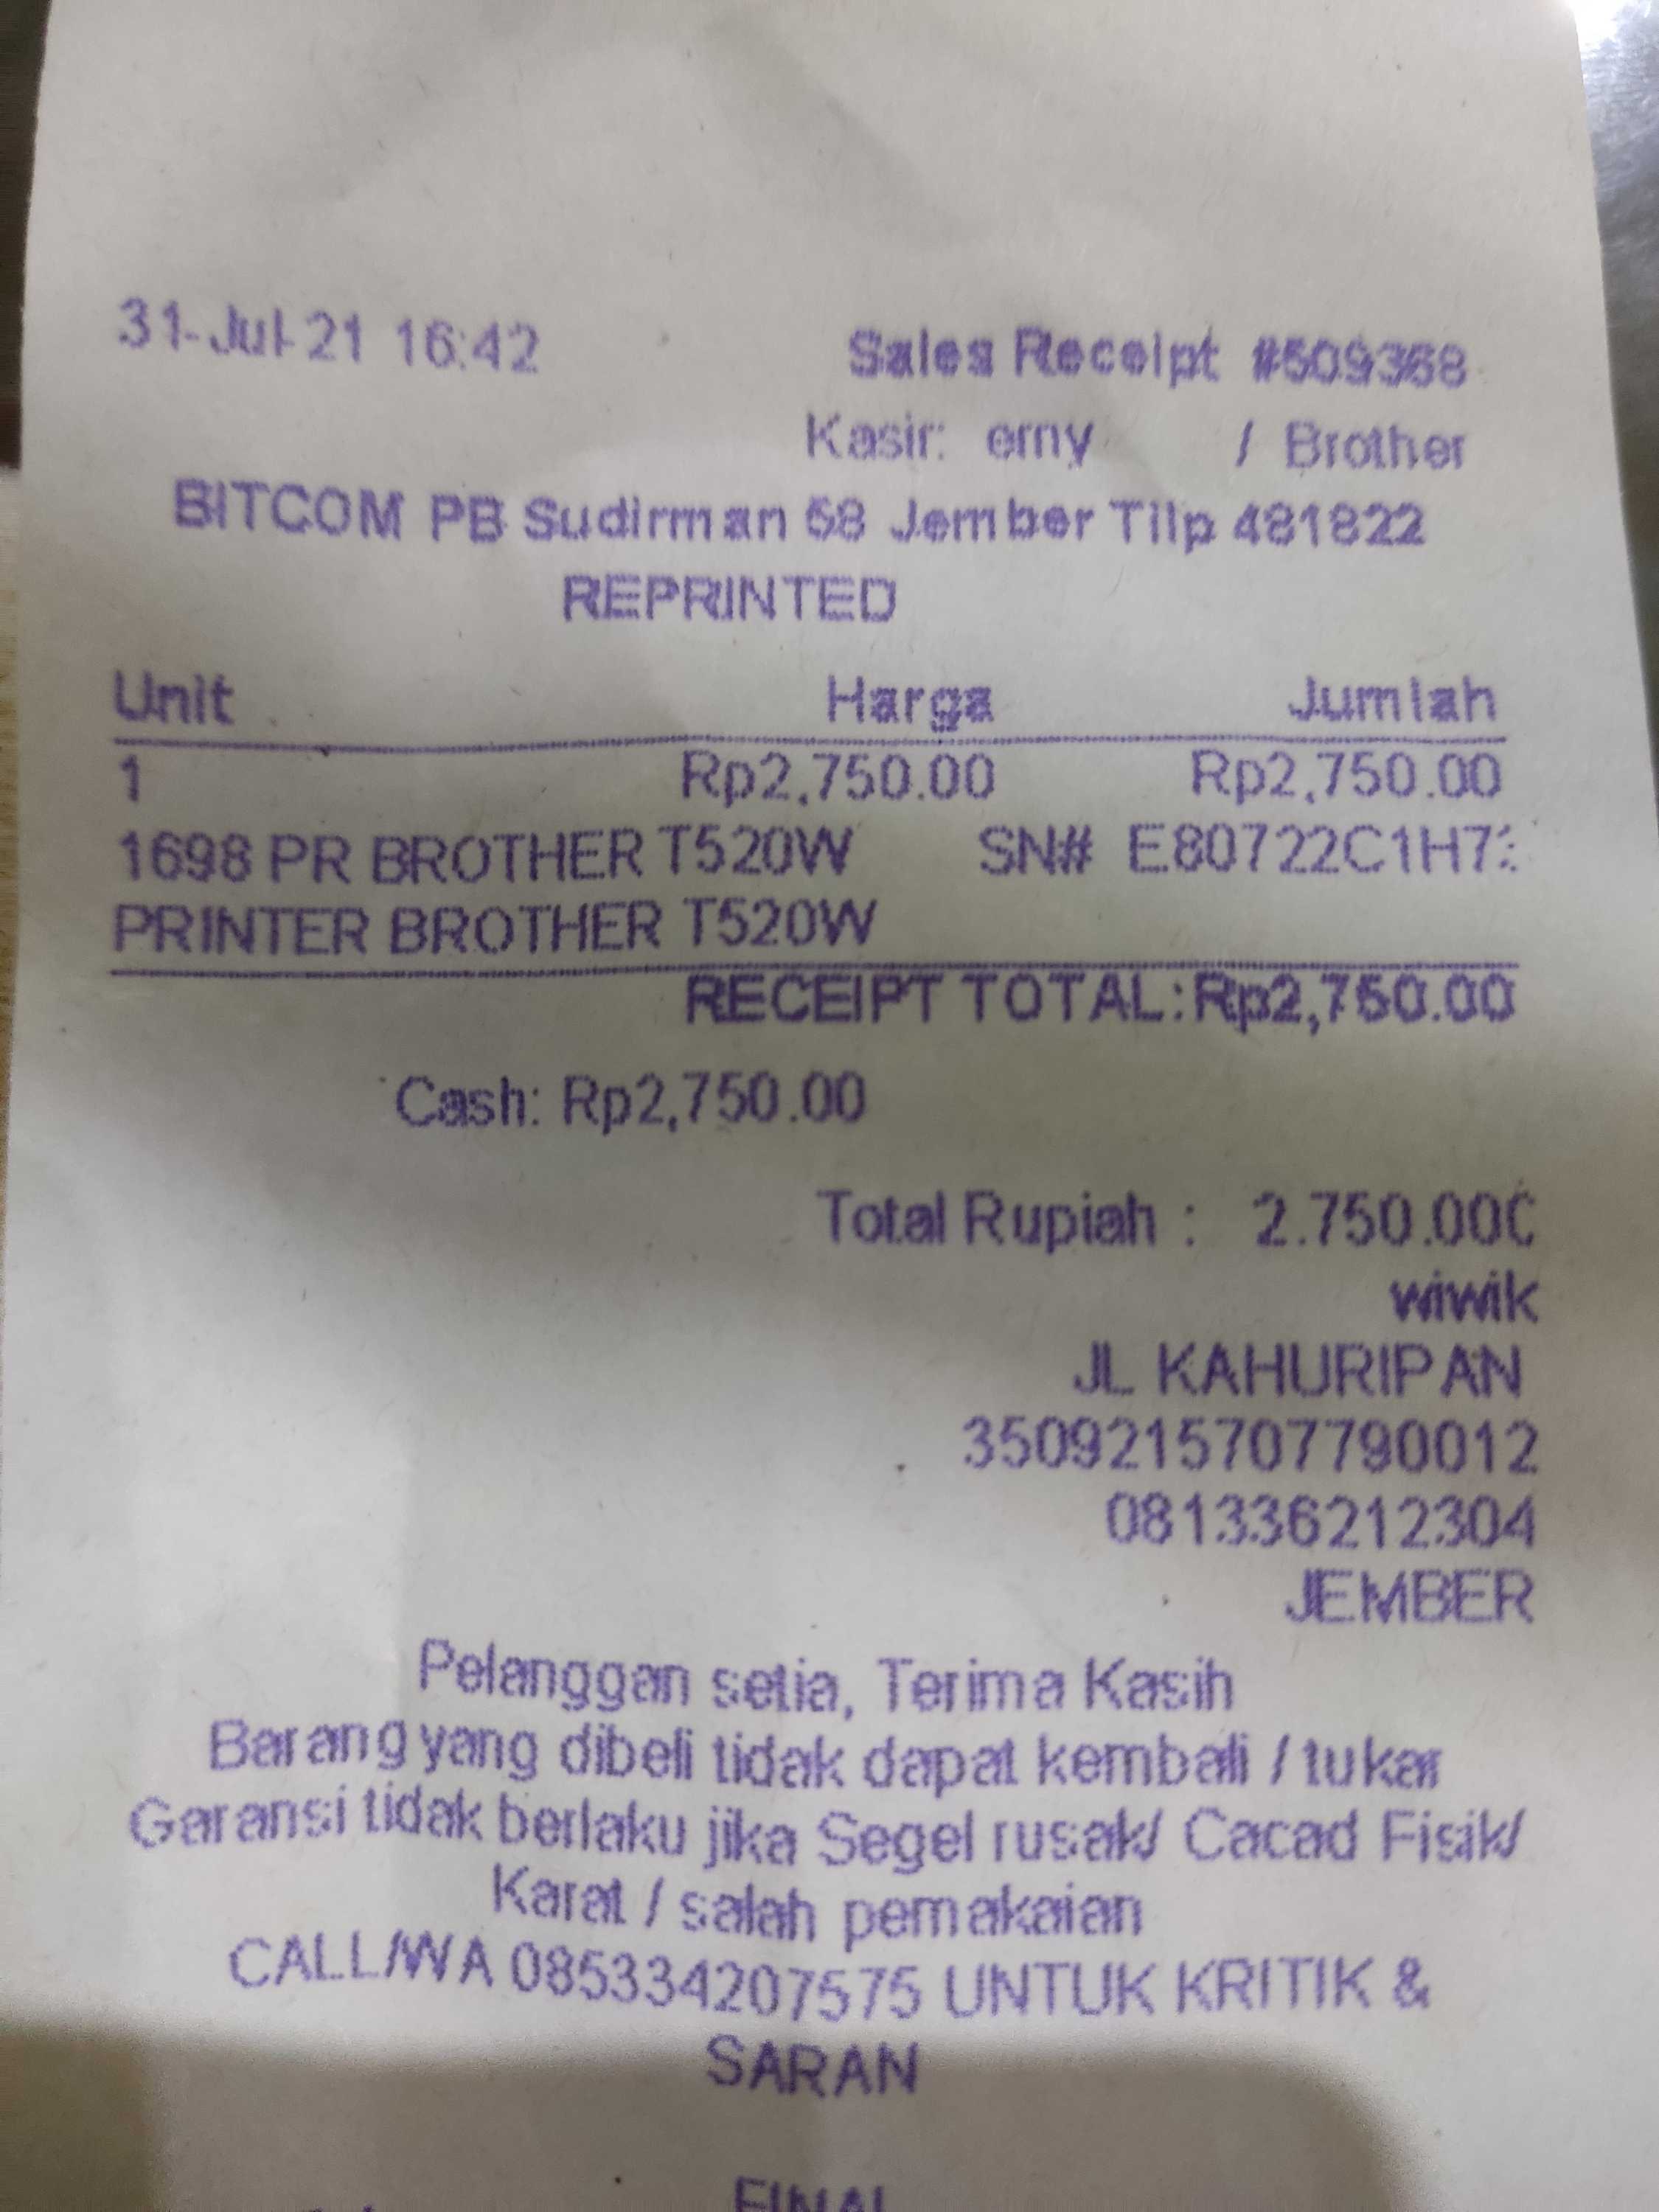 31-Jul-21 16:42 Sales Receipt #509368
Kasir: erny / Brother
BITCOM PB Sudirman 68 Jember Tilp 481822
REPRINTED
Unit Harga Jumlah
1 Rp2,750.00 Rp2,750.00
1698 PR BROTHER T520W SN# E80722C1H7
PRINTER BROTHER T520W
RECEIPT TOTAL: Rp2,750.00
Cash: Rp2,750.00
Total Rupiah : 2.750.000
wiwik
JL KAHURIPAN
3509215707790012
081336212304
JEMBER
Pelanggan setia, Terima Kasih
Barang yang dibeli tidak dapat kembali / tukar
Garansi tidak berlaku jika Segel rusak/ Cacad Fisik/
Karat / salah pemakaian
CALL/WA 085334207575 UNTUK KRITIK &
SARAN
FINAL